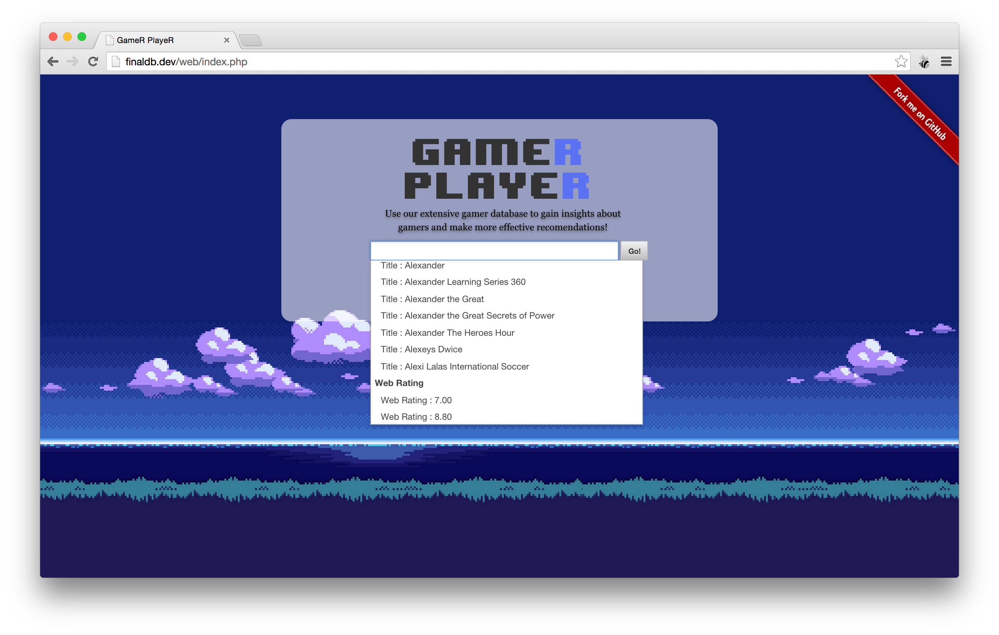 GameR PlayeR
finaldb.dev/web/index.php
Fork me on GitHub
GAMER
PLAYER
Use our extensive gamer database to gain insights about
gamers and make more effective recomendations!
Go!
Title : Alexander
Title : Alexander Learning Series 360
Title : Alexander the Great
Title : Alexander the Great Secrets of Power
Title : Alexander The Heroes Hour
Title : Alexeys Dwice
Title : Alexi Lalas International Soccer
Web Rating
Web Rating : 7.00
Web Rating : 8.80